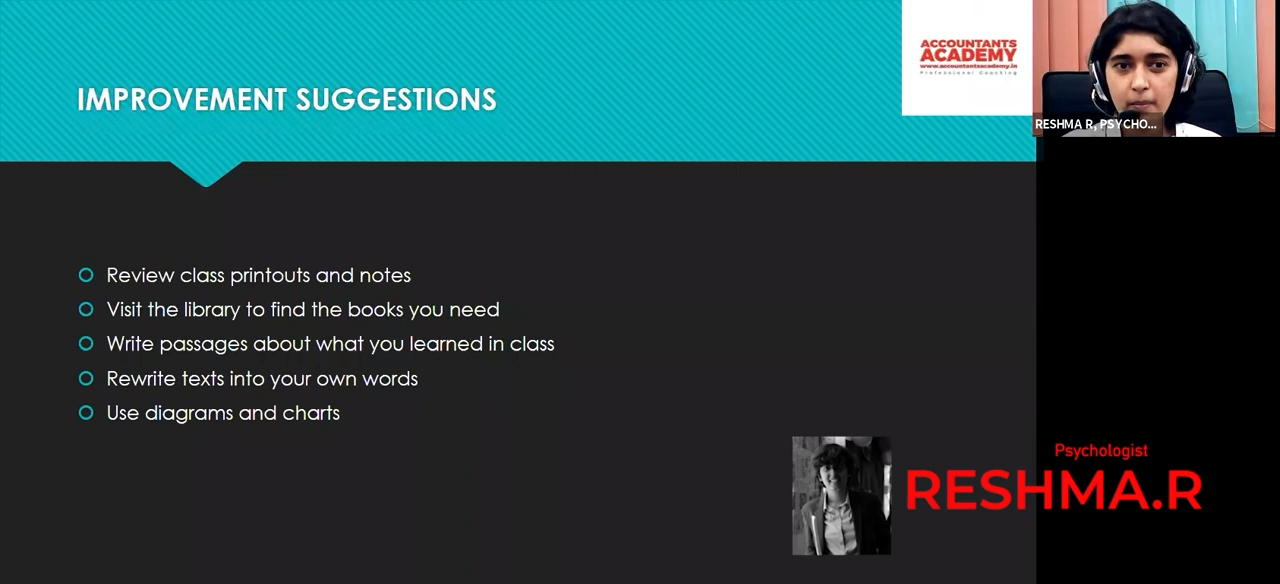 IMPROVEMENT SUGGESTIONS
ACCOUNTANTS
ACADEMY
www.accountantsacademy.in
Professional Coaching
RESHMA R, PSYCHO...
Review class printouts and notes
Visit the library to find the books you need
Write passages about what you learned in class
Rewrite texts into your own words
Use diagrams and charts
Psychologist
RESHMA.R